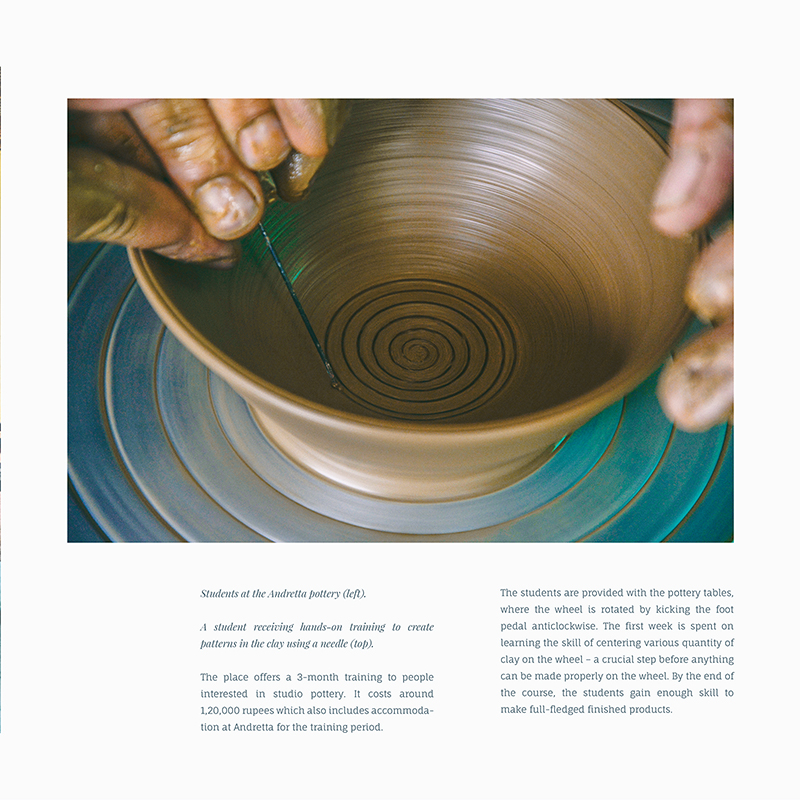 Students at the Andretta pottery (left).
A student receiving hands-on training to create
patterns in the clay using a needle (top).
The place offers a 3-month training to people
interested in studio pottery. It costs around
1,20,000 rupees which also includes accommoda-
tion at Andretta for the training period.
The students are provided with the pottery tables,
where the wheel is rotated by kicking the foot
pedal anticlockwise. The first week is spent on
learning the skill of centering various quantity of
clay on the wheel – a crucial step before anything
can be made properly on the wheel. By the end of
the course, the students gain enough skill to
make full-fledged finished products.